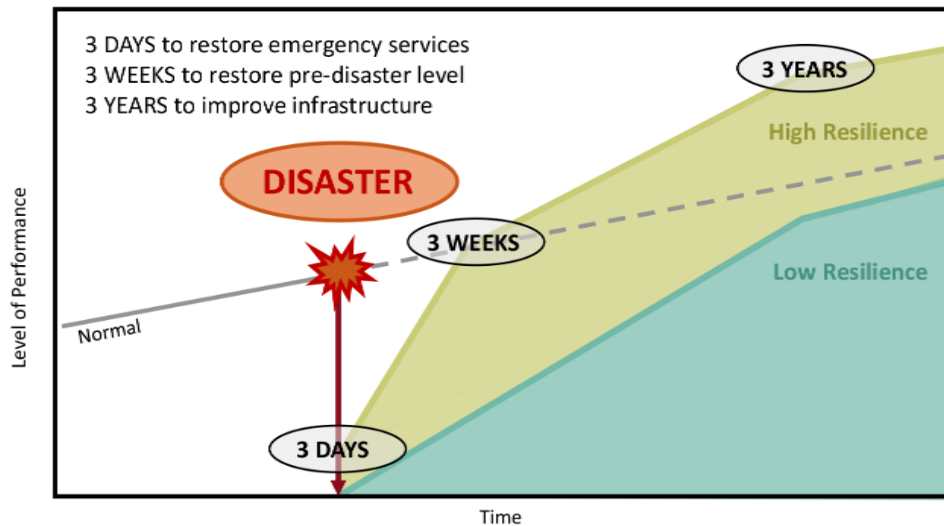 3 DAYS to restore emergency services
3 WEEKS to restore pre-disaster level
3 YEARS to improve infrastructure
3 YEARS
High Resilience
DISASTER
3 WEEKS
Low Resilience
Normal
3 DAYS
Level of Performance
Time